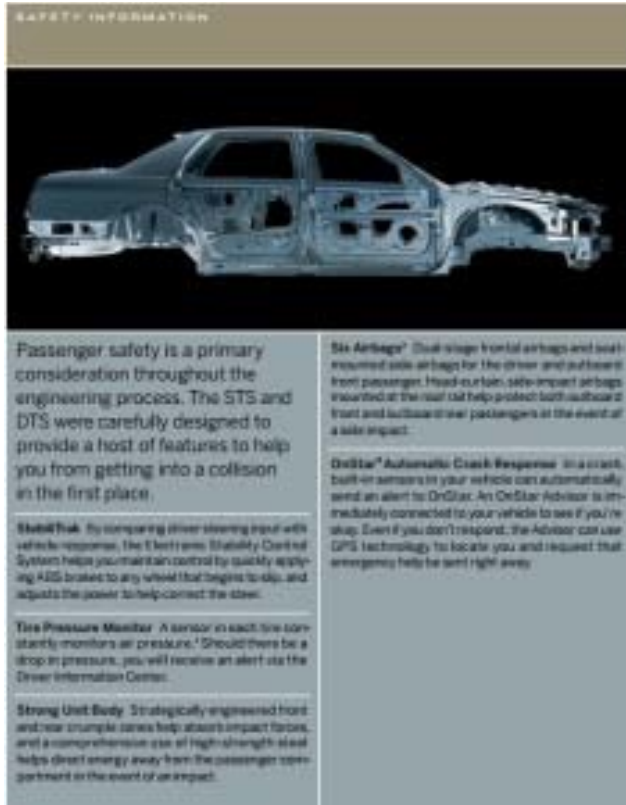 SAFETY INFORMATION
Passenger safety is a primary
consideration throughout the
engineering process. The STS and
DTS were carefully designed to
provide a host of features to help
you from getting into a collision
in the first place.
StabiliTrak By comparing driver steering input with
vehicle response, the Electronic Stability Control
System helps you maintain control by quickly apply-
ing ABS brakes to any wheel that begins to slip, and
adjusts the power to help correct the steer.
Tire Pressure Monitor A sensor in each tire con-
stantly monitors air pressure.* Should there be a
drop in pressure, you will receive an alert via the
Driver Information Center.
Strong Unit Body Strategically engineered front
and rear crumple zones help absorb impact forces,
and a comprehensive use of high-strength steel
helps direct energy away from the passenger com-
partment in the event of an impact.
Six Airbags* Dual-stage frontal airbags and seat-
mounted side airbags for the driver and outboard
front passenger. Head-curtain, side-impact airbags
mounted at the roof rail help protect both outboard
front and outboard rear passengers in the event of
a side impact.
OnStar® Automatic Crash Response In a crash,
built-in sensors in your vehicle can automatically
send an alert to OnStar. An OnStar Advisor is im-
mediately connected to your vehicle to see if you're
okay. Even if you don't respond, the Advisor can use
GPS technology to locate you and request that
emergency help be sent right away.